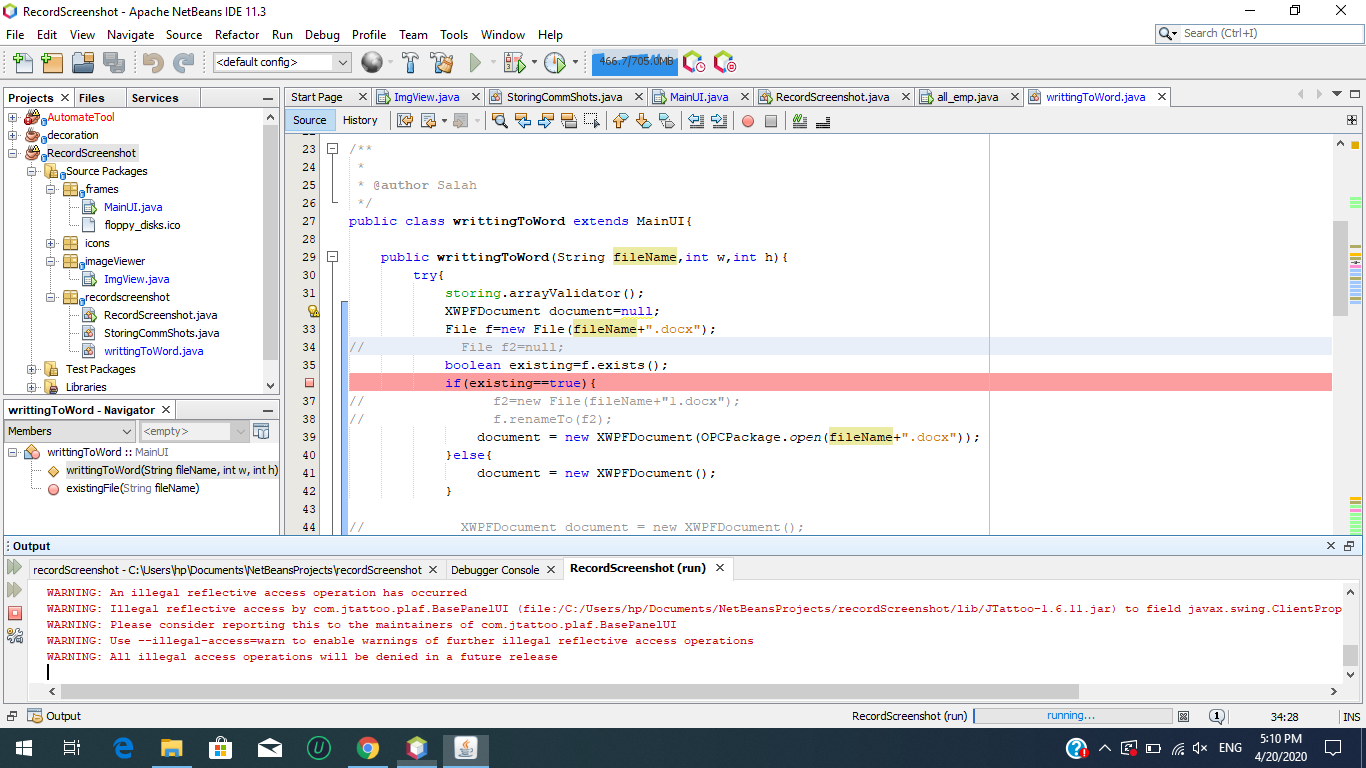 RecordScreenshot - Apache NetBeans IDE 11.3
File Edit View Navigate Source Refactor Run Debug Profile Team Tools Window Help
Search (Ctrl+I)
<default config>
466.7/705.0MB
Projects Files Services
AutomateTool
decoration
RecordScreenshot
Source Packages
frames
MainUI.java
floppy_disks.ico
icons
imageViewer
ImgView.java
recordscreenshot
RecordScreenshot.java
StoringCommShots.java
writtingToWord.java
Test Packages
Libraries
writtingToWord - Navigator
Members <empty>
writtingToWord :: MainUI
writtingToWord(String fileName, int w, int h)
existingFile(String fileName)
Start Page ImgView.java StoringCommShots.java MainUI.java RecordScreenshot.java all_emp.java writtingToWord.java
Source History
23 /**
24 *
25 * @author Salah
26 */
27 public class writtingToWord extends MainUI{
28
29 public writtingToWord(String fileName,int w,int h){
30 try{
31 storing.arrayValidator();
XWPFDocument document=null;
33 File f=new File(fileName+".docx");
34 // File f2=null;
35 boolean existing=f.exists();
if(existing==true){
37 // f2=new File(fileName+"1.docx");
38 // f.renameTo(f2);
39 document = new XWPFDocument(OPCPackage.open(fileName+".docx"));
40 }else{
41 document = new XWPFDocument();
42 }
43
44 // XWPFDocument document = new XWPFDocument();
Output
recordScreenshot - C:\Users\hp\Documents\NetBeansProjects\recordScreenshot Debugger Console RecordScreenshot (run)
WARNING: An illegal reflective access operation has occurred
WARNING: Illegal reflective access by com.jtattoo.plaf.BasePanelUI (file:/C:/Users/hp/Documents/NetBeansProjects/recordScreenshot/lib/JTattoo-1.6.11.jar) to field javax.swing.ClientProp
WARNING: Please consider reporting this to the maintainers of com.jtattoo.plaf.BasePanelUI
WARNING: Use --illegal-access=warn to enable warnings of further illegal reflective access operations
WARNING: All illegal access operations will be denied in a future release
Output RecordScreenshot (run) running... 1 34:28 INS
ENG 5:10 PM
4/20/2020